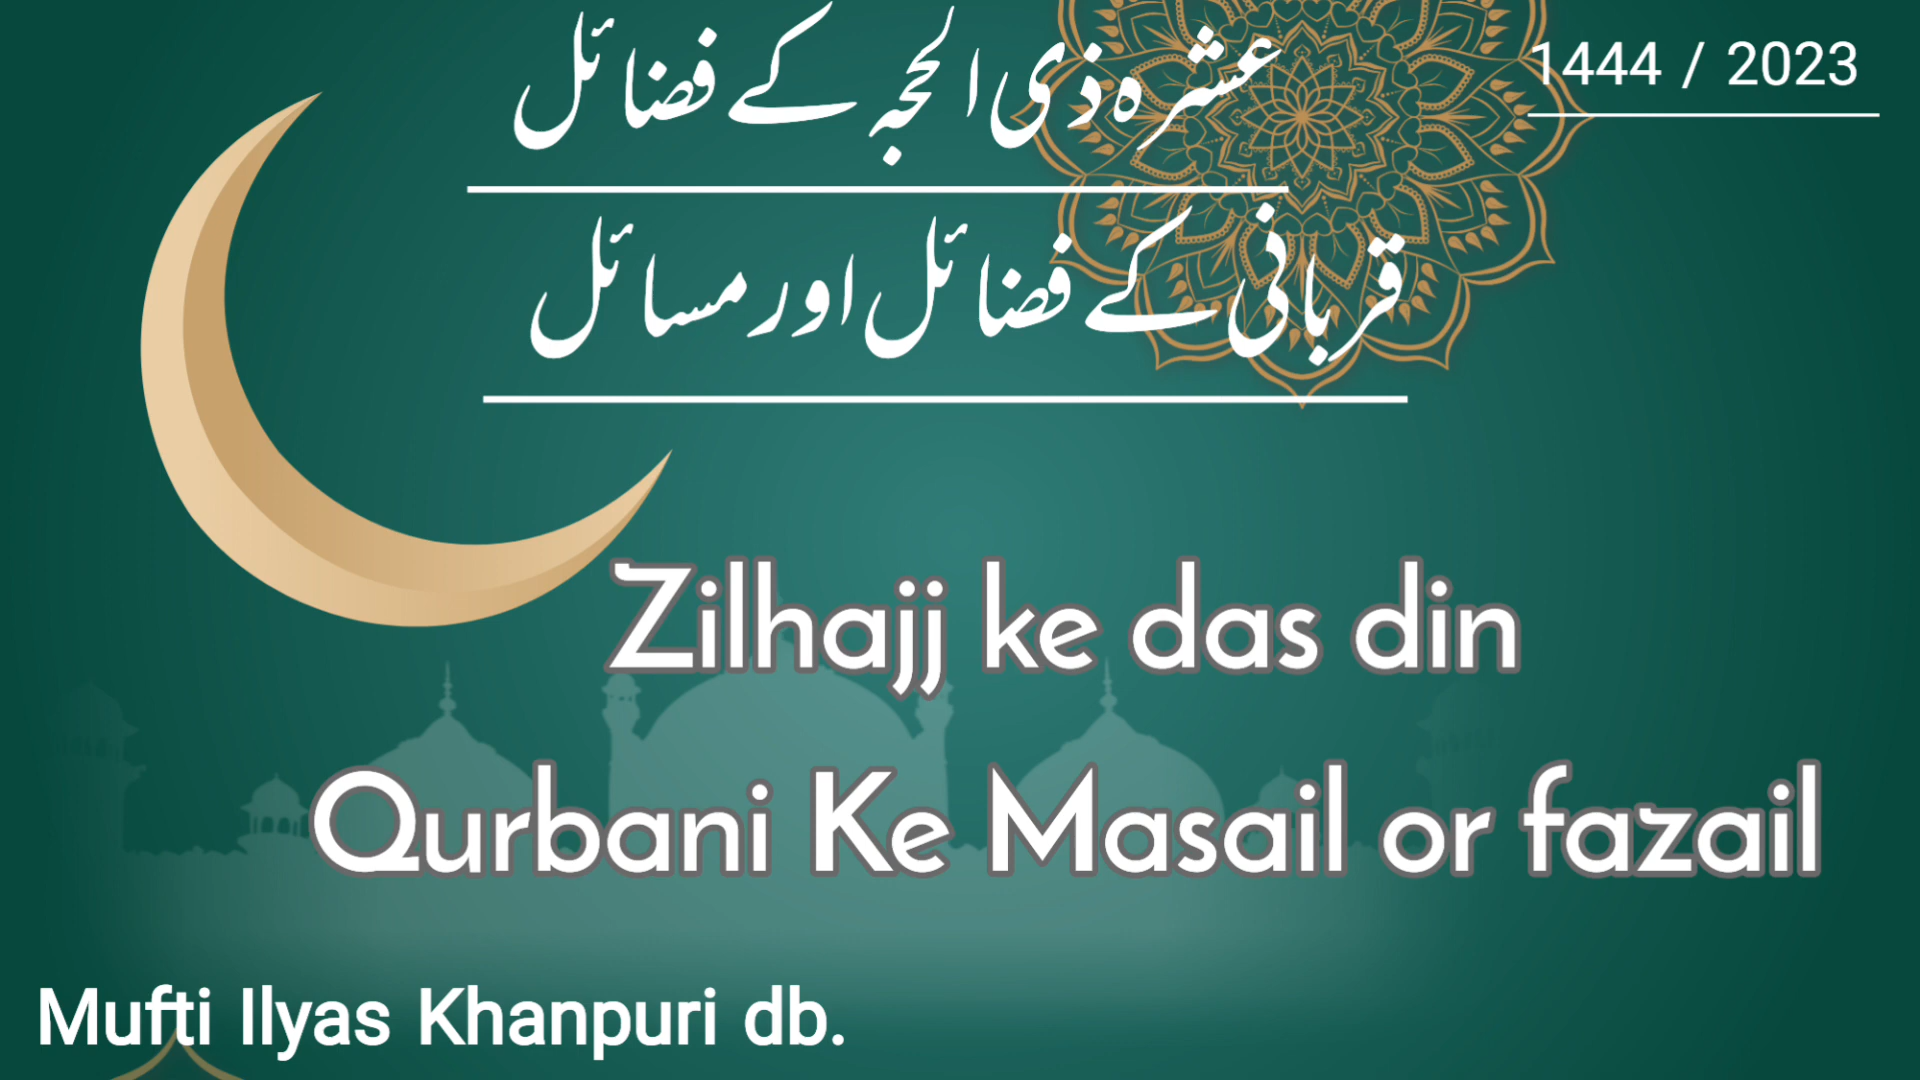 عشرہ ذی الحجہ کے فضائل
1444 / 2023
قربانی کے فضائل اور مسائل
Zilhajj ke das din
Qurbani Ke Masail or fazail
Mufti Ilyas Khanpuri db.